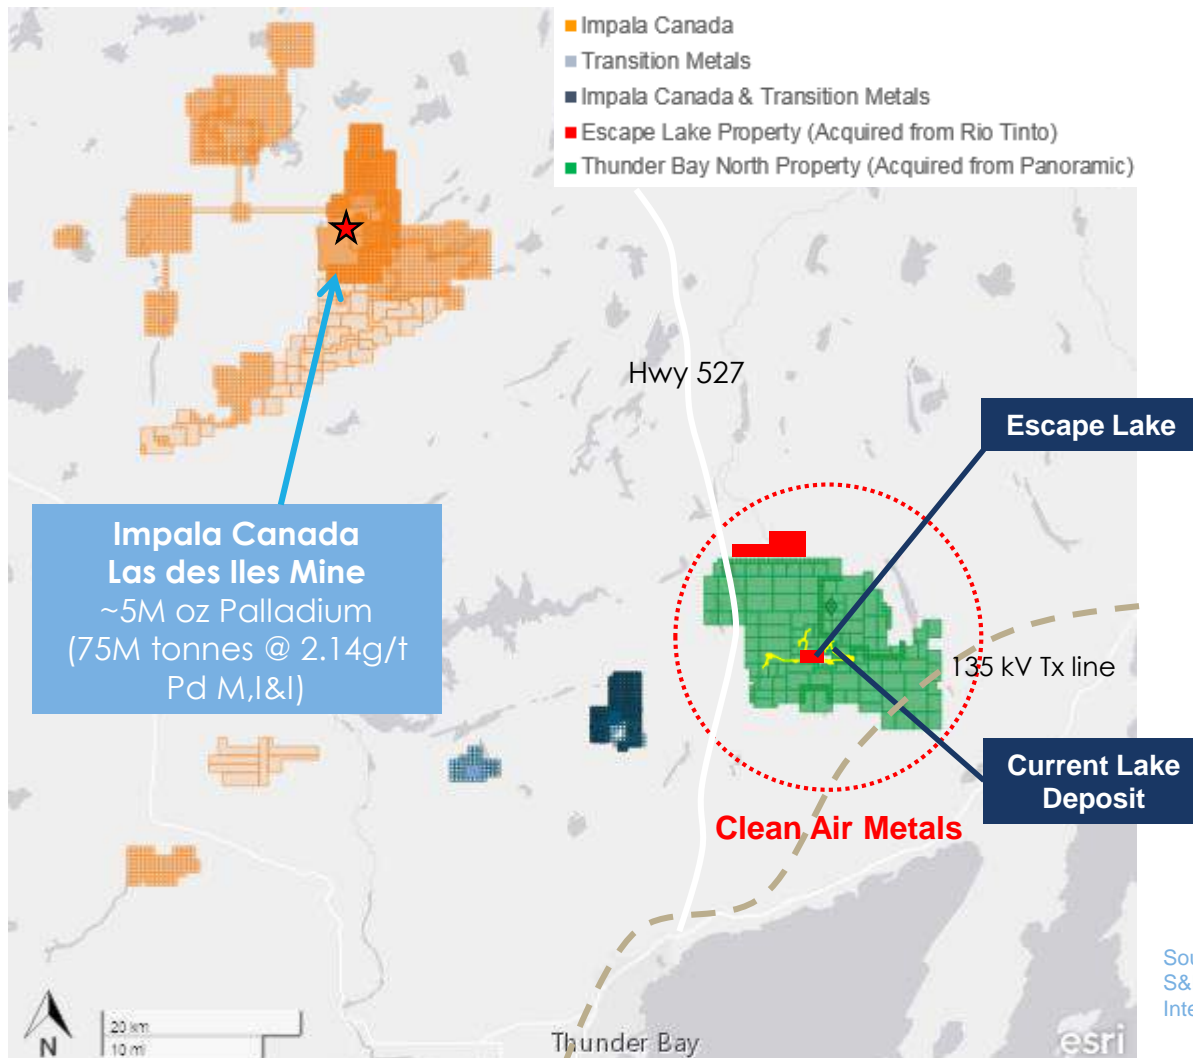 Impala Canada
Transition Metals
Impala Canada & Transition Metals
Escape Lake Property (Acquired from Rio Tinto)
Thunder Bay North Property (Acquired from Panoramic)
Hwy 527
Escape Lake
Impala Canada
Las des Iles Mine
~5M oz Palladium
(75M tonnes @ 2.14g/t
Pd M,I&I)
135 kV Tx line
Current Lake
Deposit
Clean Air Metals
Sou
S&
Inte
N
20 km
10 mi
Thunder Bay
esri